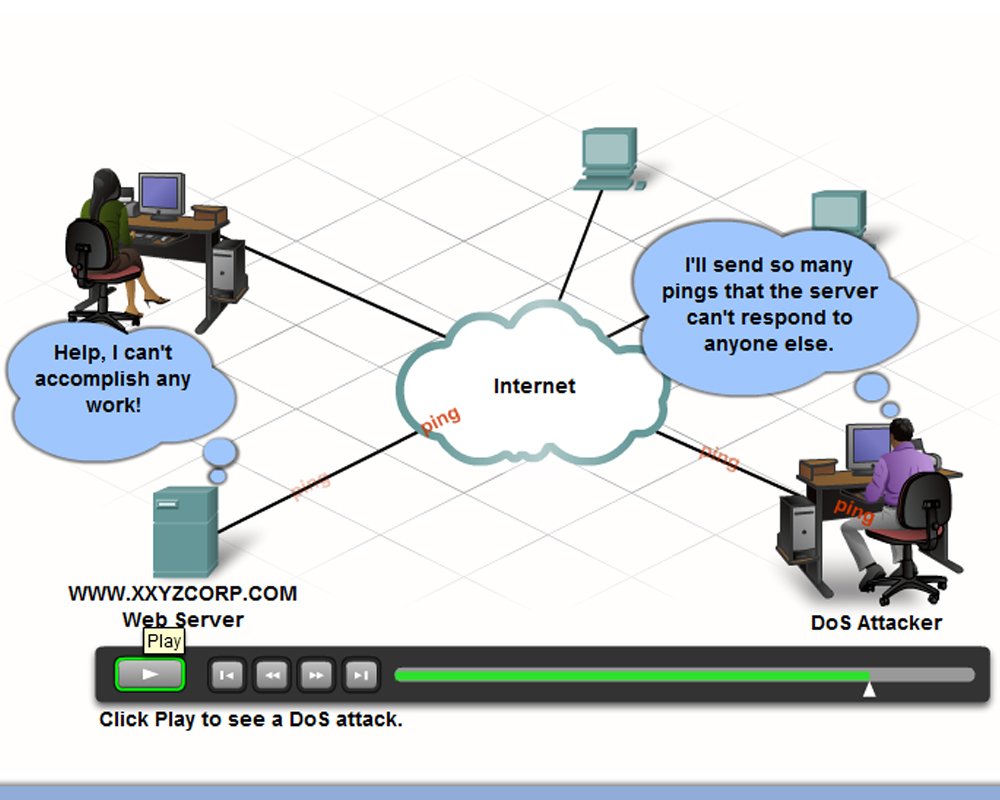 I'll send so many
pings that the server
can't respond to
anyone else.
Help, I can't
accomplish any
work!
Internet
ping
ping
ping
ping
WWW.XXYZCORP.COM
Web Server
DoS Attacker
Play
Click Play to see a DoS attack.